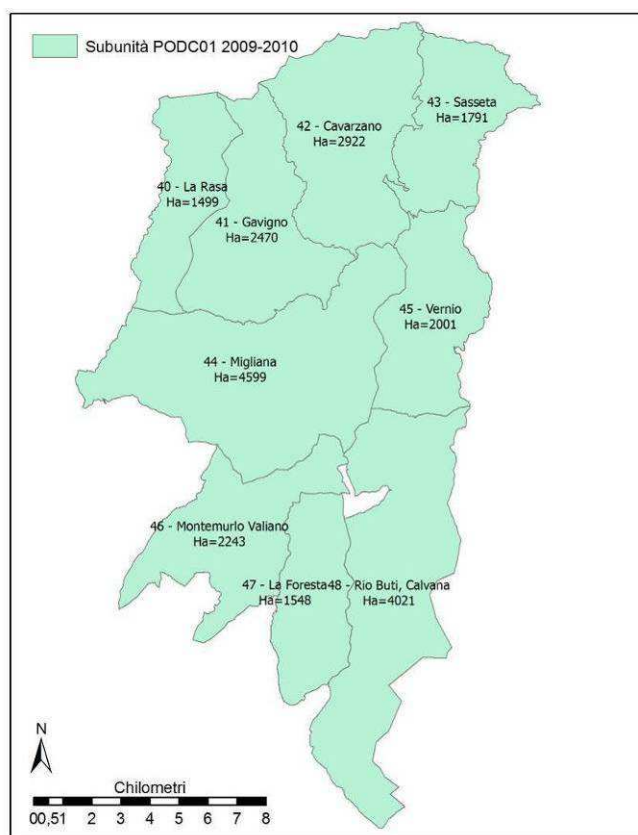 Subunità PODC01 2009-2010
43 - Sasseta
Ha=1791
42 - Cavarzano
Ha=2922
40 - La Rasa
Ha=1499
41 - Gavigno
Ha=2470
45 - Vernio
Ha=2001
44 - Migliana
Ha=4599
46 - Montemurlo Valiano
Ha=2243
47 - La Foresta
Ha=1548
48 - Rio Buti, Calvana
Ha=4021
N
Chilometri
00,51 2 3 4 5 6 7 8